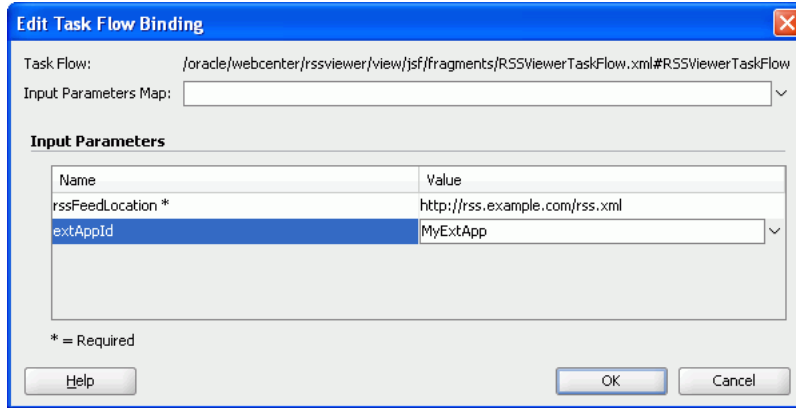 Edit Task Flow Binding
Task Flow: /oracle/webcenter/rssviewer/view/jsf/fragments/RSSViewerTaskFlow.xml#RSSViewerTaskFlow
Input Parameters Map:
Input Parameters
Name Value
rssFeedLocation * http://rss.example.com/rss.xml
extAppId MyExtApp
* = Required
Help OK Cancel